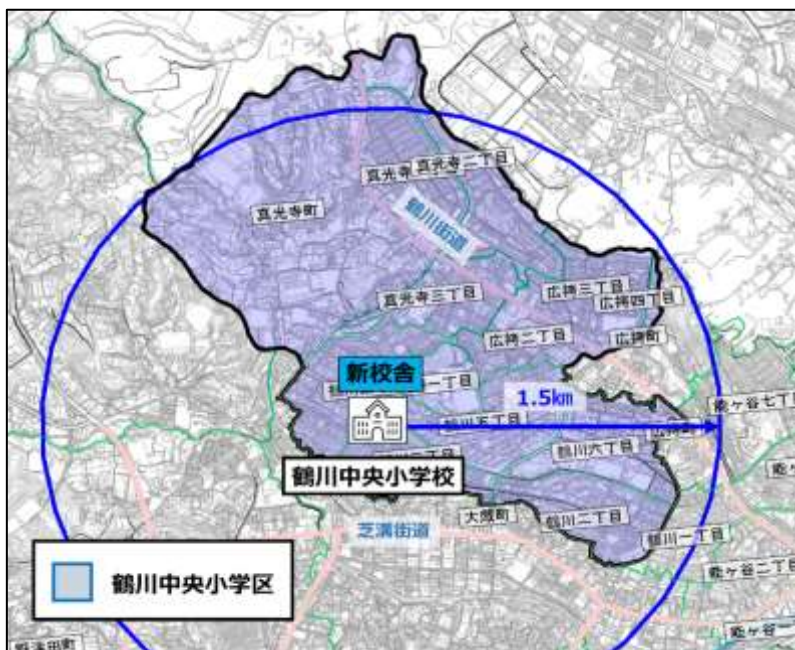 真光寺
真光寺二丁目
真光寺町
鶴川街道
真光寺三丁目
広袴三丁目
広袴四丁目
広袴二丁目
広袴町
新校舎
1.5km
能ヶ谷七丁目
鶴川五丁目
鶴川六丁目
鶴川中央小学校
大蔵町
鶴川二丁目
芝溝街道
鶴川一丁目
能ヶ谷二丁目
鶴川中央小学区
野津田町
能ヶ谷一